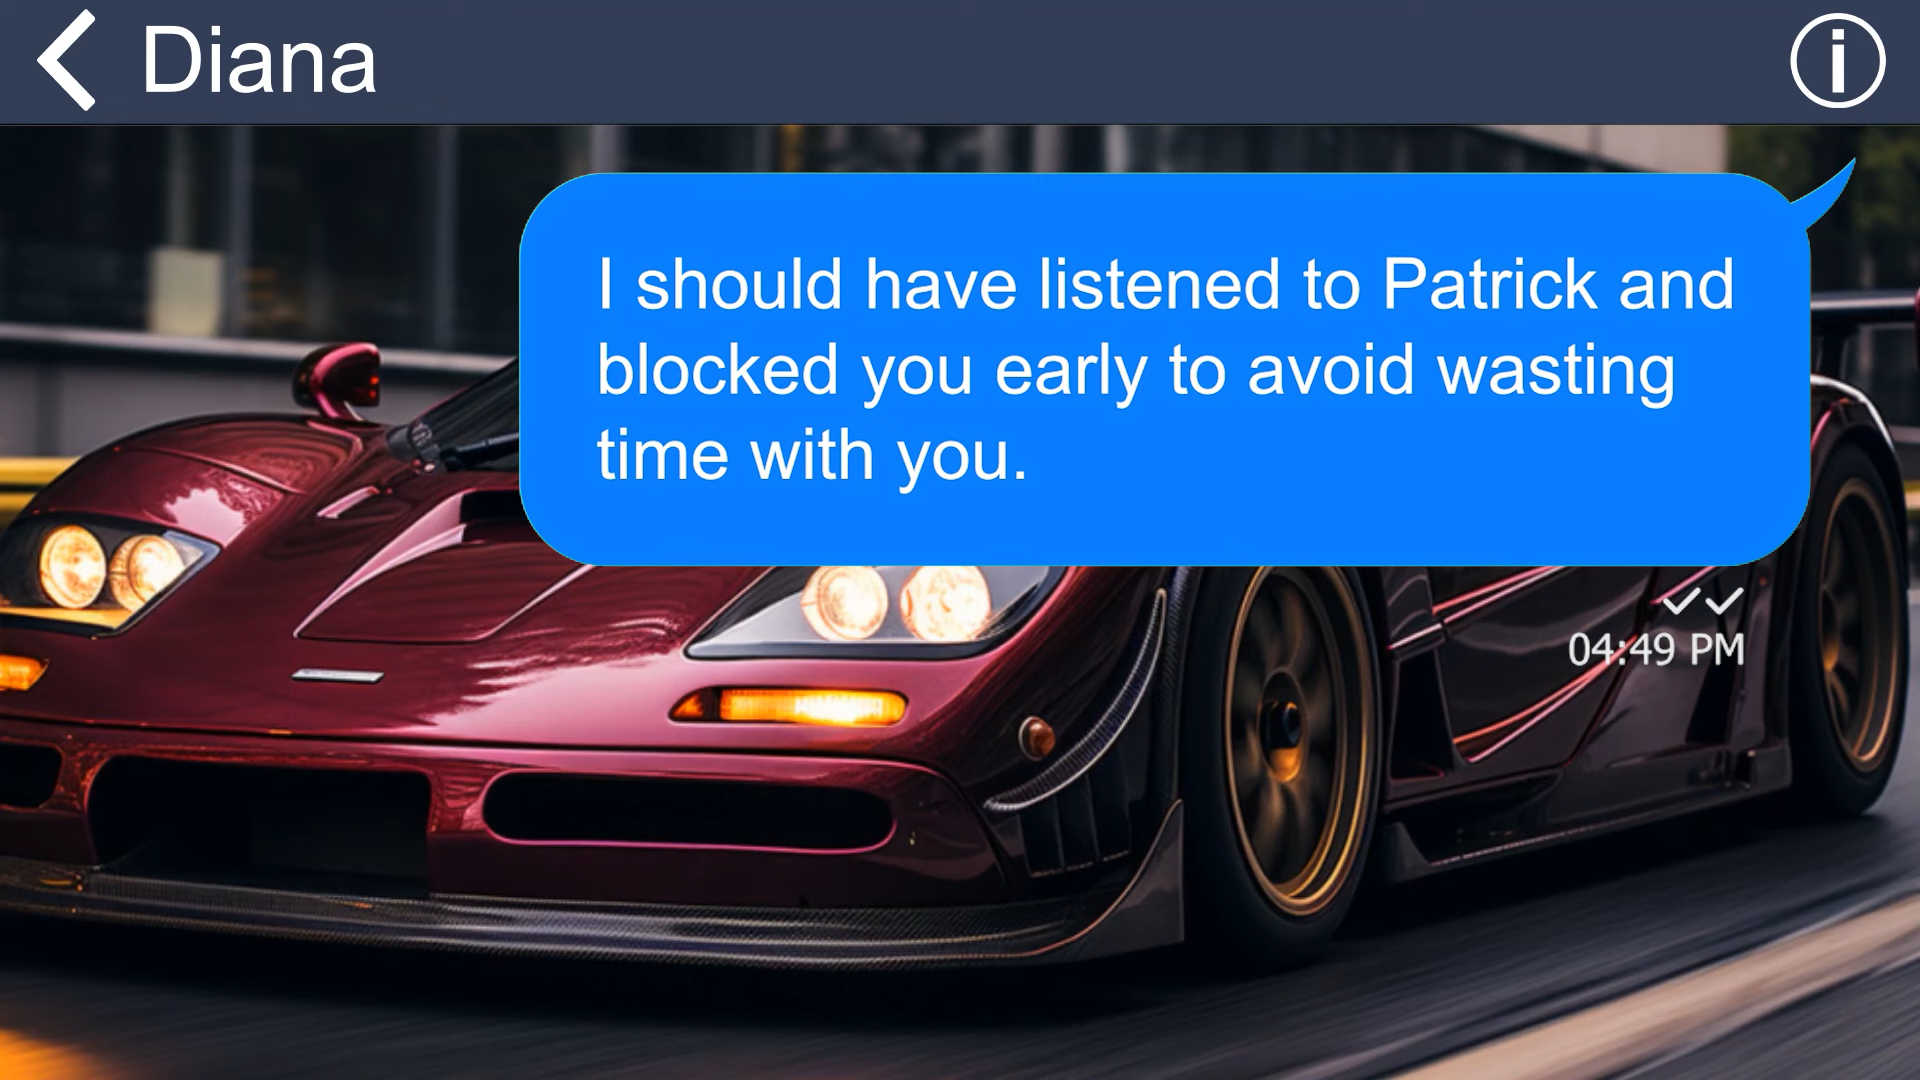 Diana
I should have listened to Patrick and
blocked you early to avoid wasting
time with you.
04:49 PM